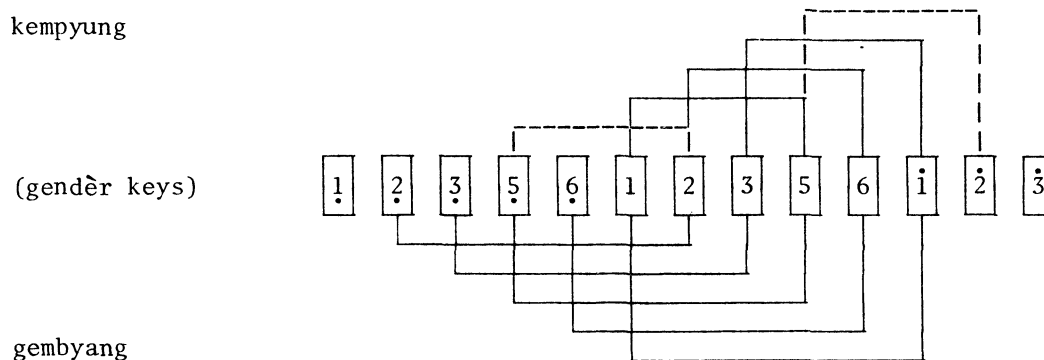 kempyung
(gendèr keys) 1̣ 2̣ 3̣ 5̣ 6̣ 1 2 3 5 6 1̇ 2̇ 3̇
gembyang